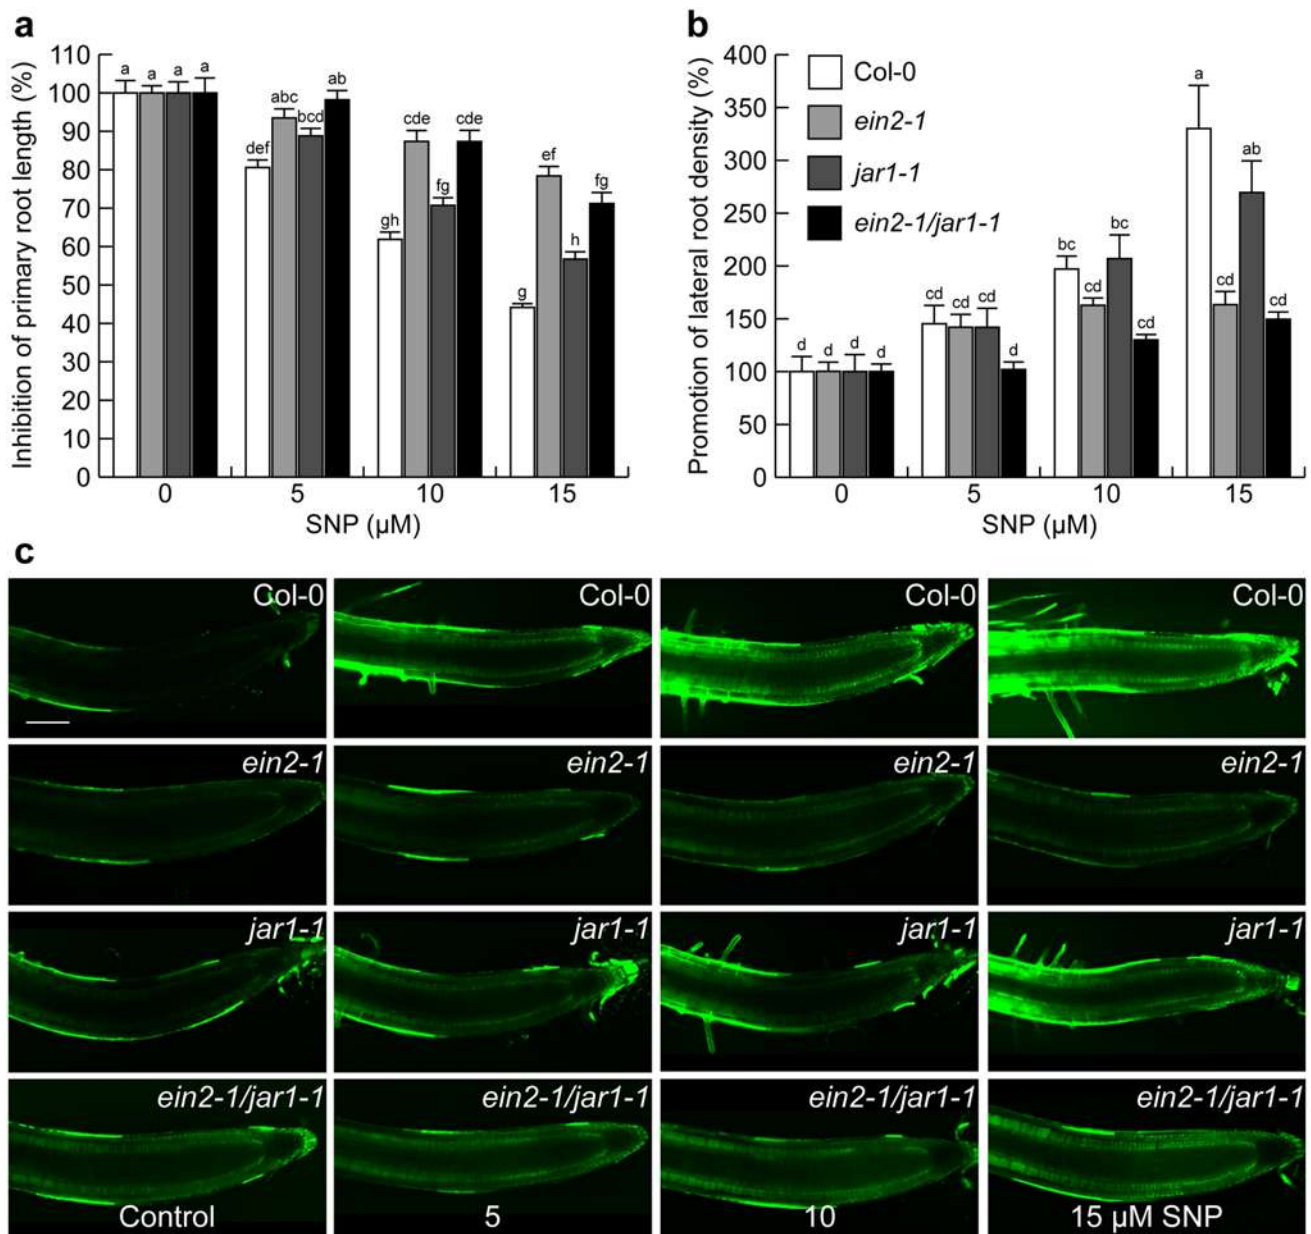 a
Inhibition of primary root length (%)
110
100
90
80
70
60
50
40
30
20
10
0
a a a a
def abc bcd ab
gh cde fg cde
g ef h fg
0 5 10 15
SNP (μM)
b
Promotion of lateral root density (%)
400
350
300
250
200
150
100
50
0
Col-0
ein2-1
jar1-1
ein2-1/jar1-1
d d d d
cd cd cd d
bc cd bc cd
a cd ab cd
0 5 10 15
SNP (μM)
c
Col-0 Col-0 Col-0 Col-0
ein2-1 ein2-1 ein2-1 ein2-1
jar1-1 jar1-1 jar1-1 jar1-1
ein2-1/jar1-1 ein2-1/jar1-1 ein2-1/jar1-1 ein2-1/jar1-1
Control 5 10 15 μM SNP